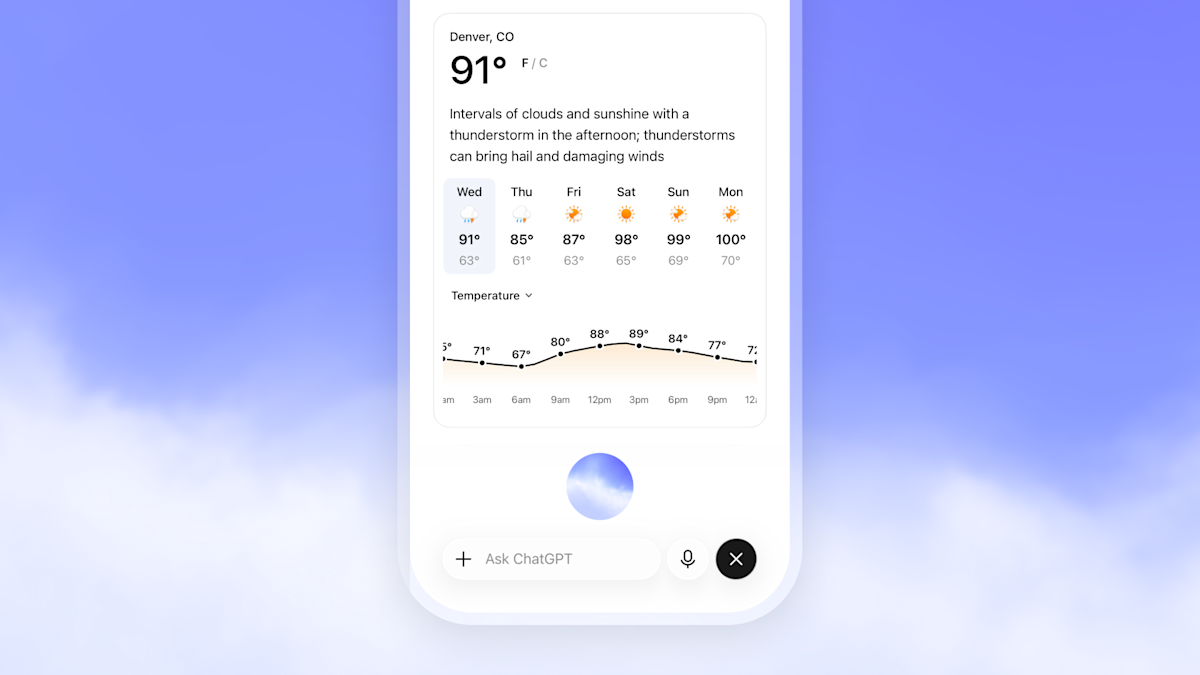 Denver, CO
91° F / C
Intervals of clouds and sunshine with a
thunderstorm in the afternoon; thunderstorms
can bring hail and damaging winds
Wed Thu Fri Sat Sun Mon
91° 85° 87° 98° 99° 100°
63° 61° 63° 65° 69° 70°
Temperature
71° 67° 80° 88° 89° 84° 77°
am 3am 6am 9am 12pm 3pm 6pm 9pm
Ask ChatGPT